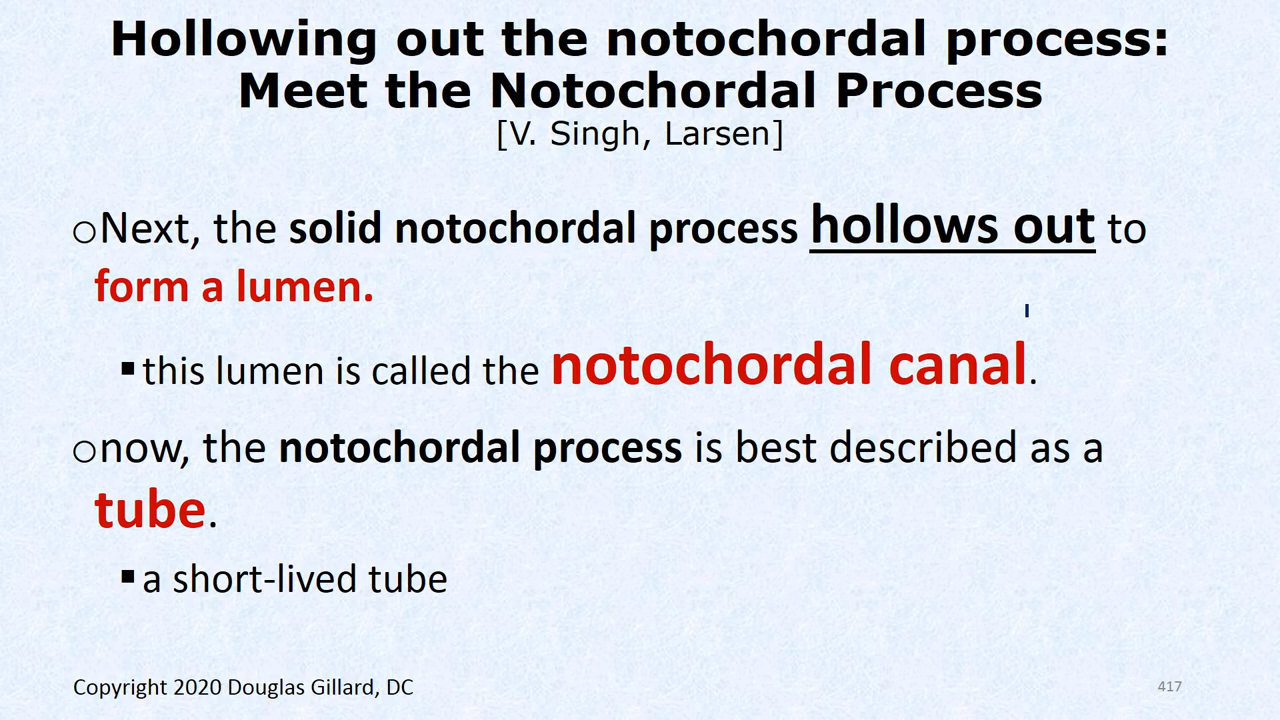 Hollowing out the notochordal process:
Meet the Notochordal Process
[V. Singh, Larsen]
○Next, the solid notochordal process hollows out to
form a lumen.
▪this lumen is called the notochordal canal.
○now, the notochordal process is best described as a
tube.
▪a short-lived tube
Copyright 2020 Douglas Gillard, DC
417